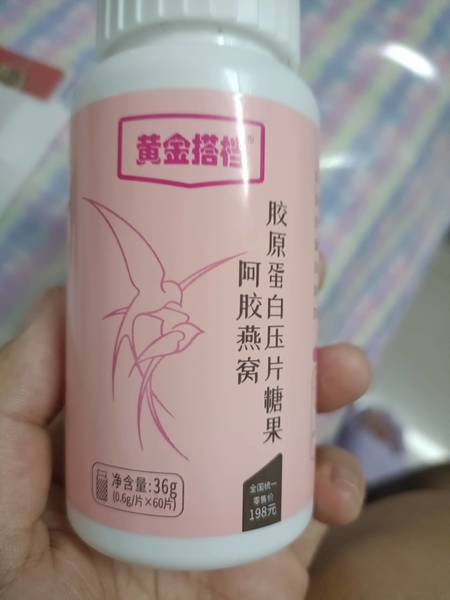 黄金搭档®
胶原蛋白压片糖果
阿胶燕窝
净含量:36g
(0.6g/片×60片)
全国统一
零售价
198元